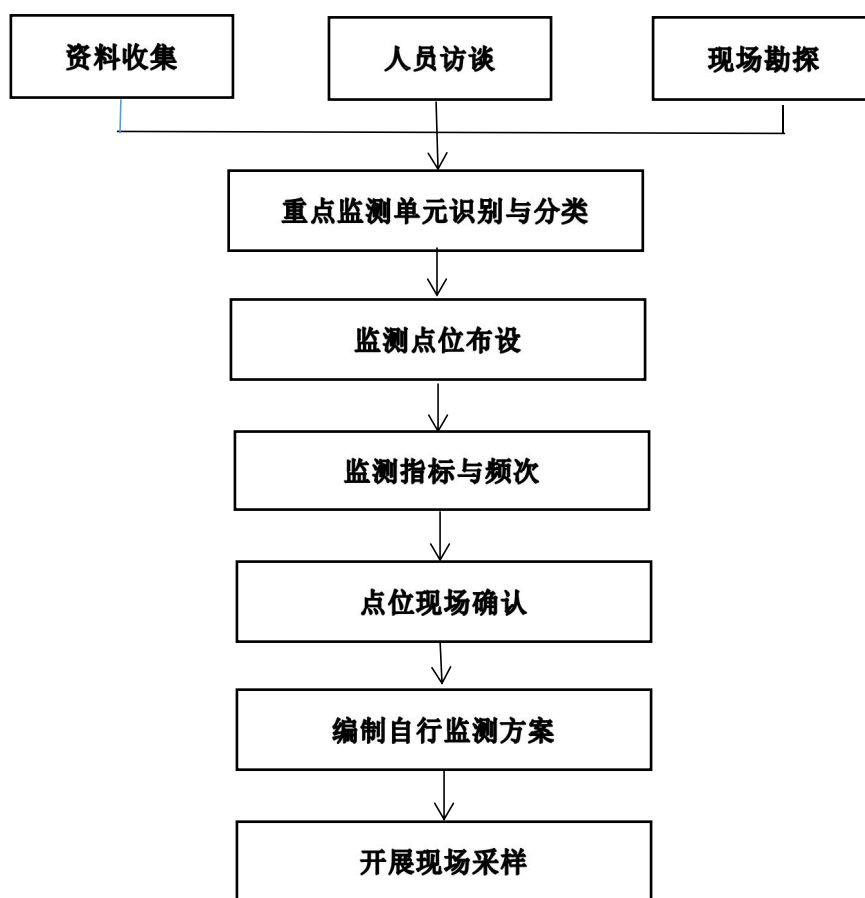 资料收集
人员访谈
现场勘探
重点监测单元识别与分类
监测点位布设
监测指标与频次
点位现场确认
编制自行监测方案
开展现场采样